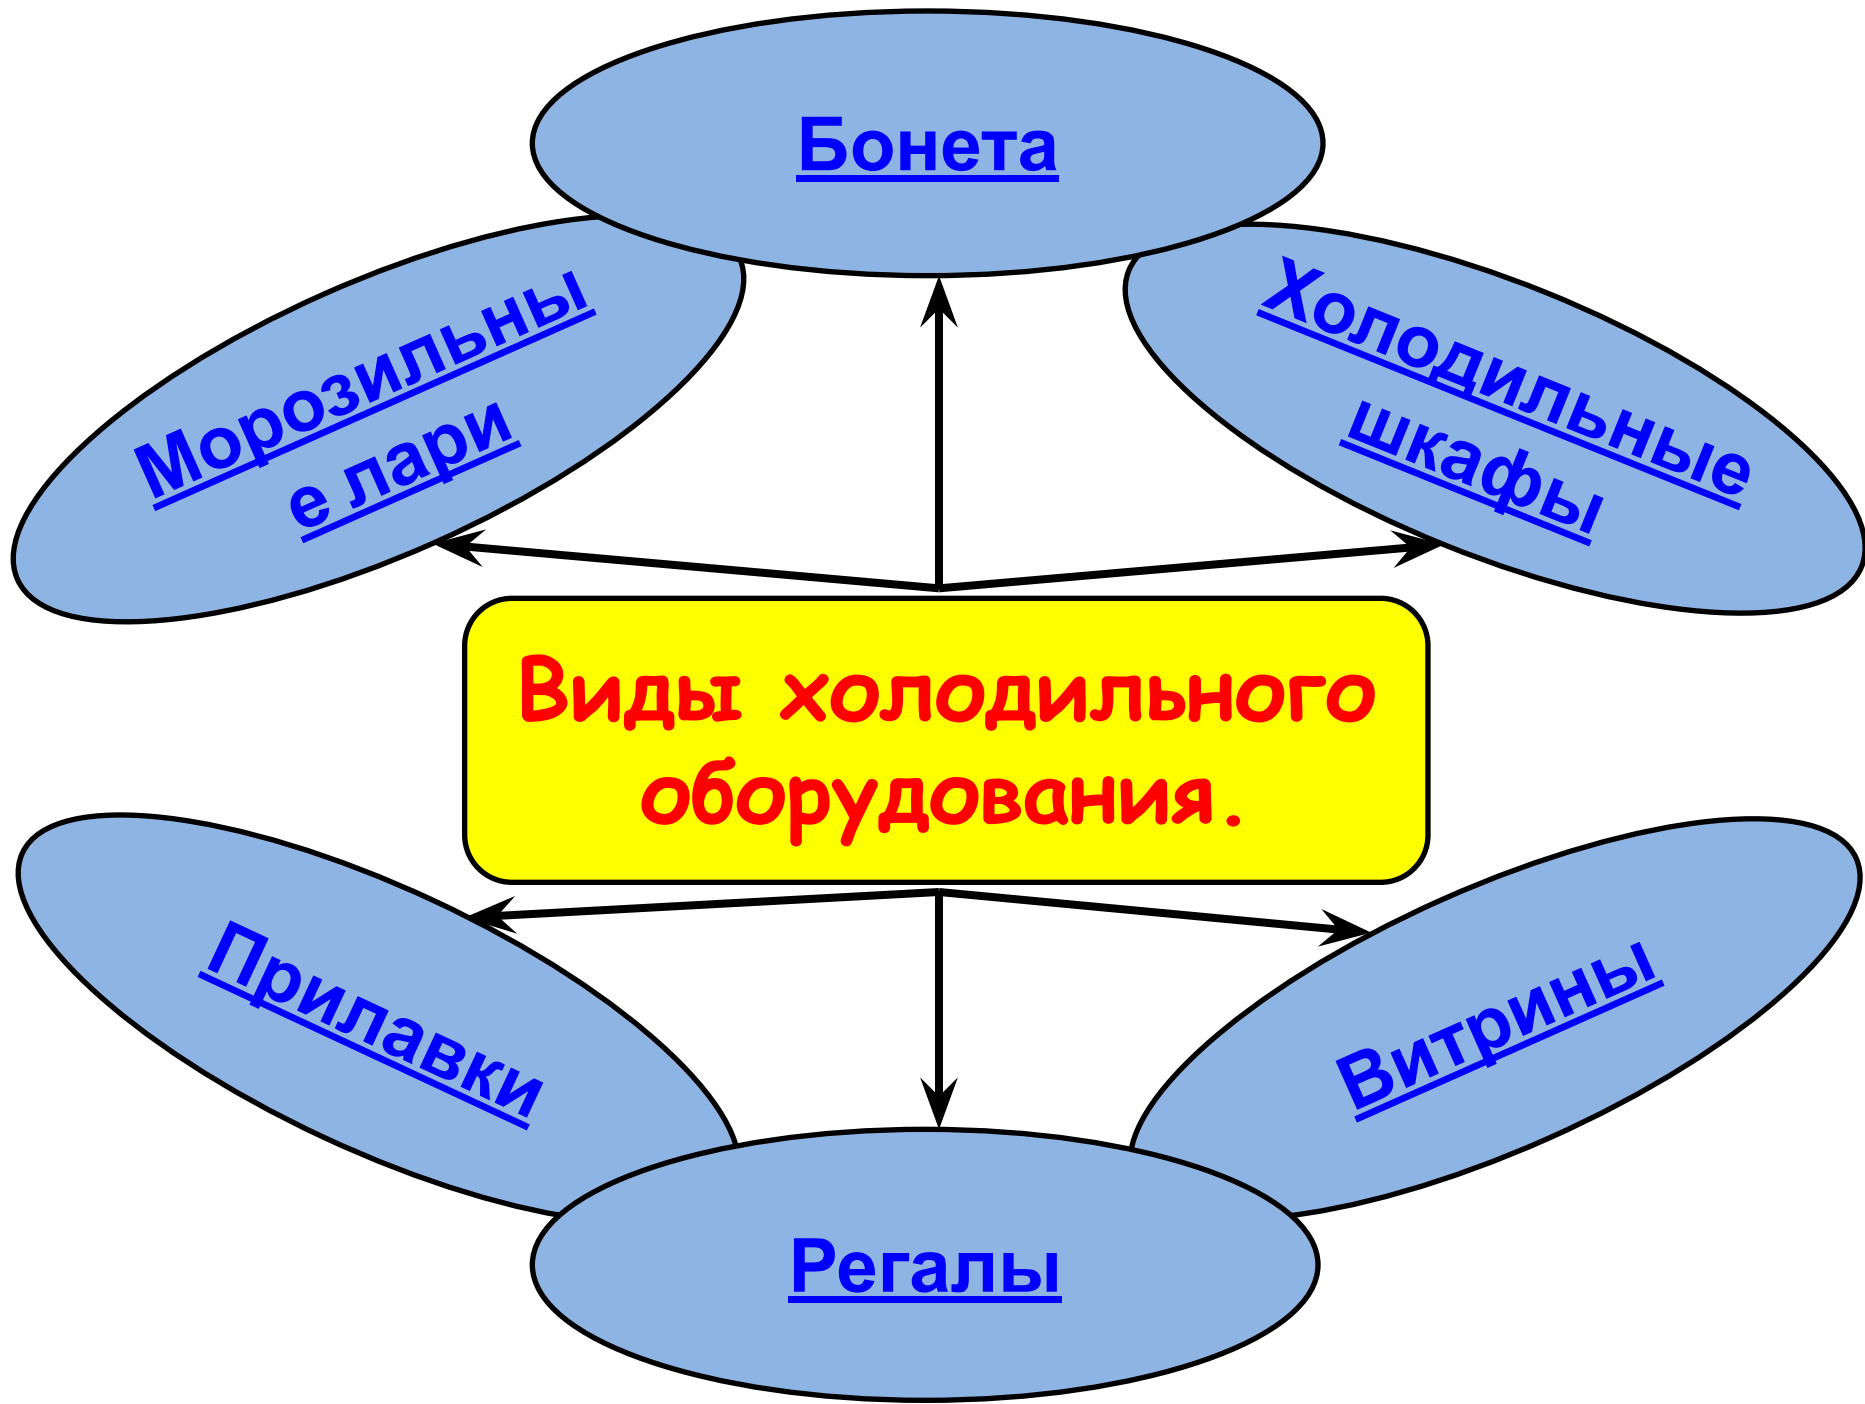 Бонета
Морозильны
е лари
Холодильные
шкафы
Виды холодильного
оборудования.
Прилавки
Витрины
Регалы